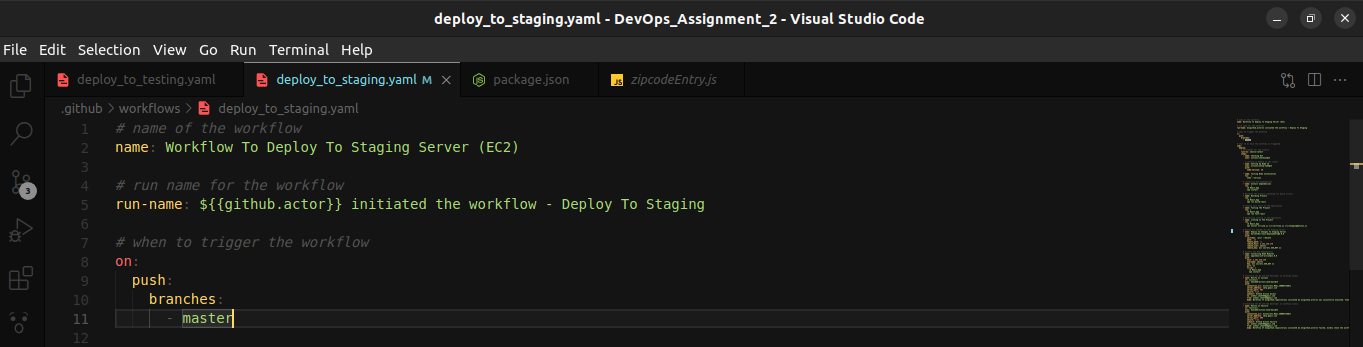 deploy_to_staging.yaml - DevOps_Assignment_2 - Visual Studio Code
File Edit Selection View Go Run Terminal Help
deploy_to_testing.yaml deploy_to_staging.yaml M package.json JS zipcodeEntry.js
.github > workflows > deploy_to_staging.yaml
1 # name of the workflow
2 name: Workflow To Deploy To Staging Server (EC2)
3
4 # run name for the workflow
5 run-name: ${{github.actor}} initiated the workflow - Deploy To Staging
6
7 # when to trigger the workflow
8 on:
9 push:
10 branches:
11 - master
12
3